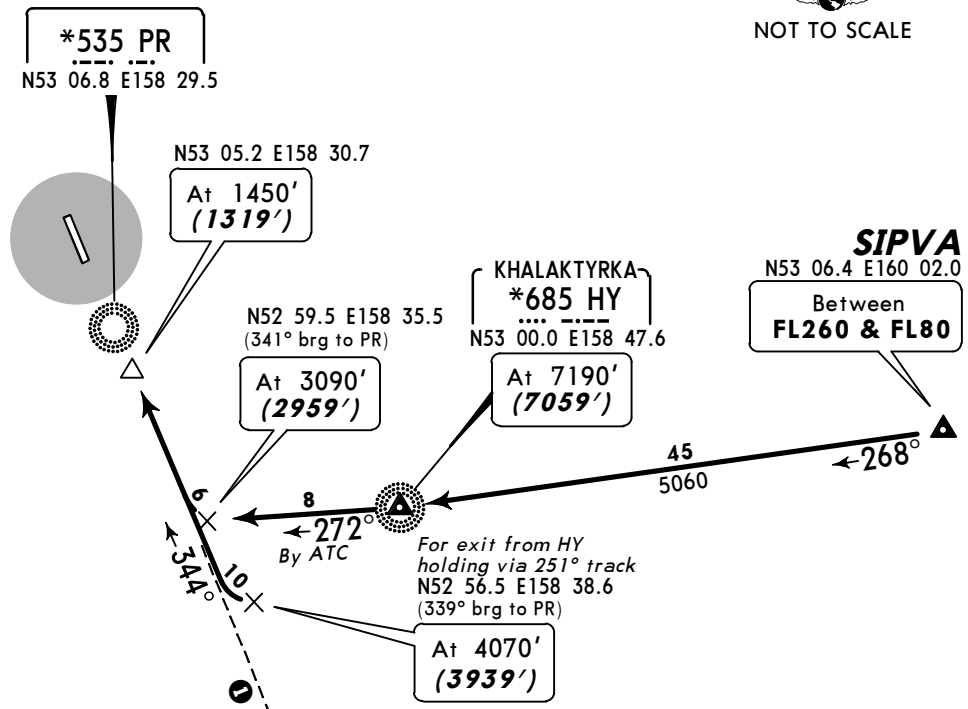 NOT TO SCALE
*535 PR
N53 06.8 E158 29.5
N53 05.2 E158 30.7
At 1450'
(1319')
SIPVA
N53 06.4 E160 02.0
Between
FL260 & FL80
KHALAKTYRKA
*685 HY
N53 00.0 E158 47.6
N52 59.5 E158 35.5
(341° brg to PR)
At 3090'
(2959')
At 7190'
(7059')
45
5060
268°
6
8
272°
By ATC
For exit from HY
holding via 251° track
N52 56.5 E158 38.6
(339° brg to PR)
10
344°
At 4070'
(3939')
1